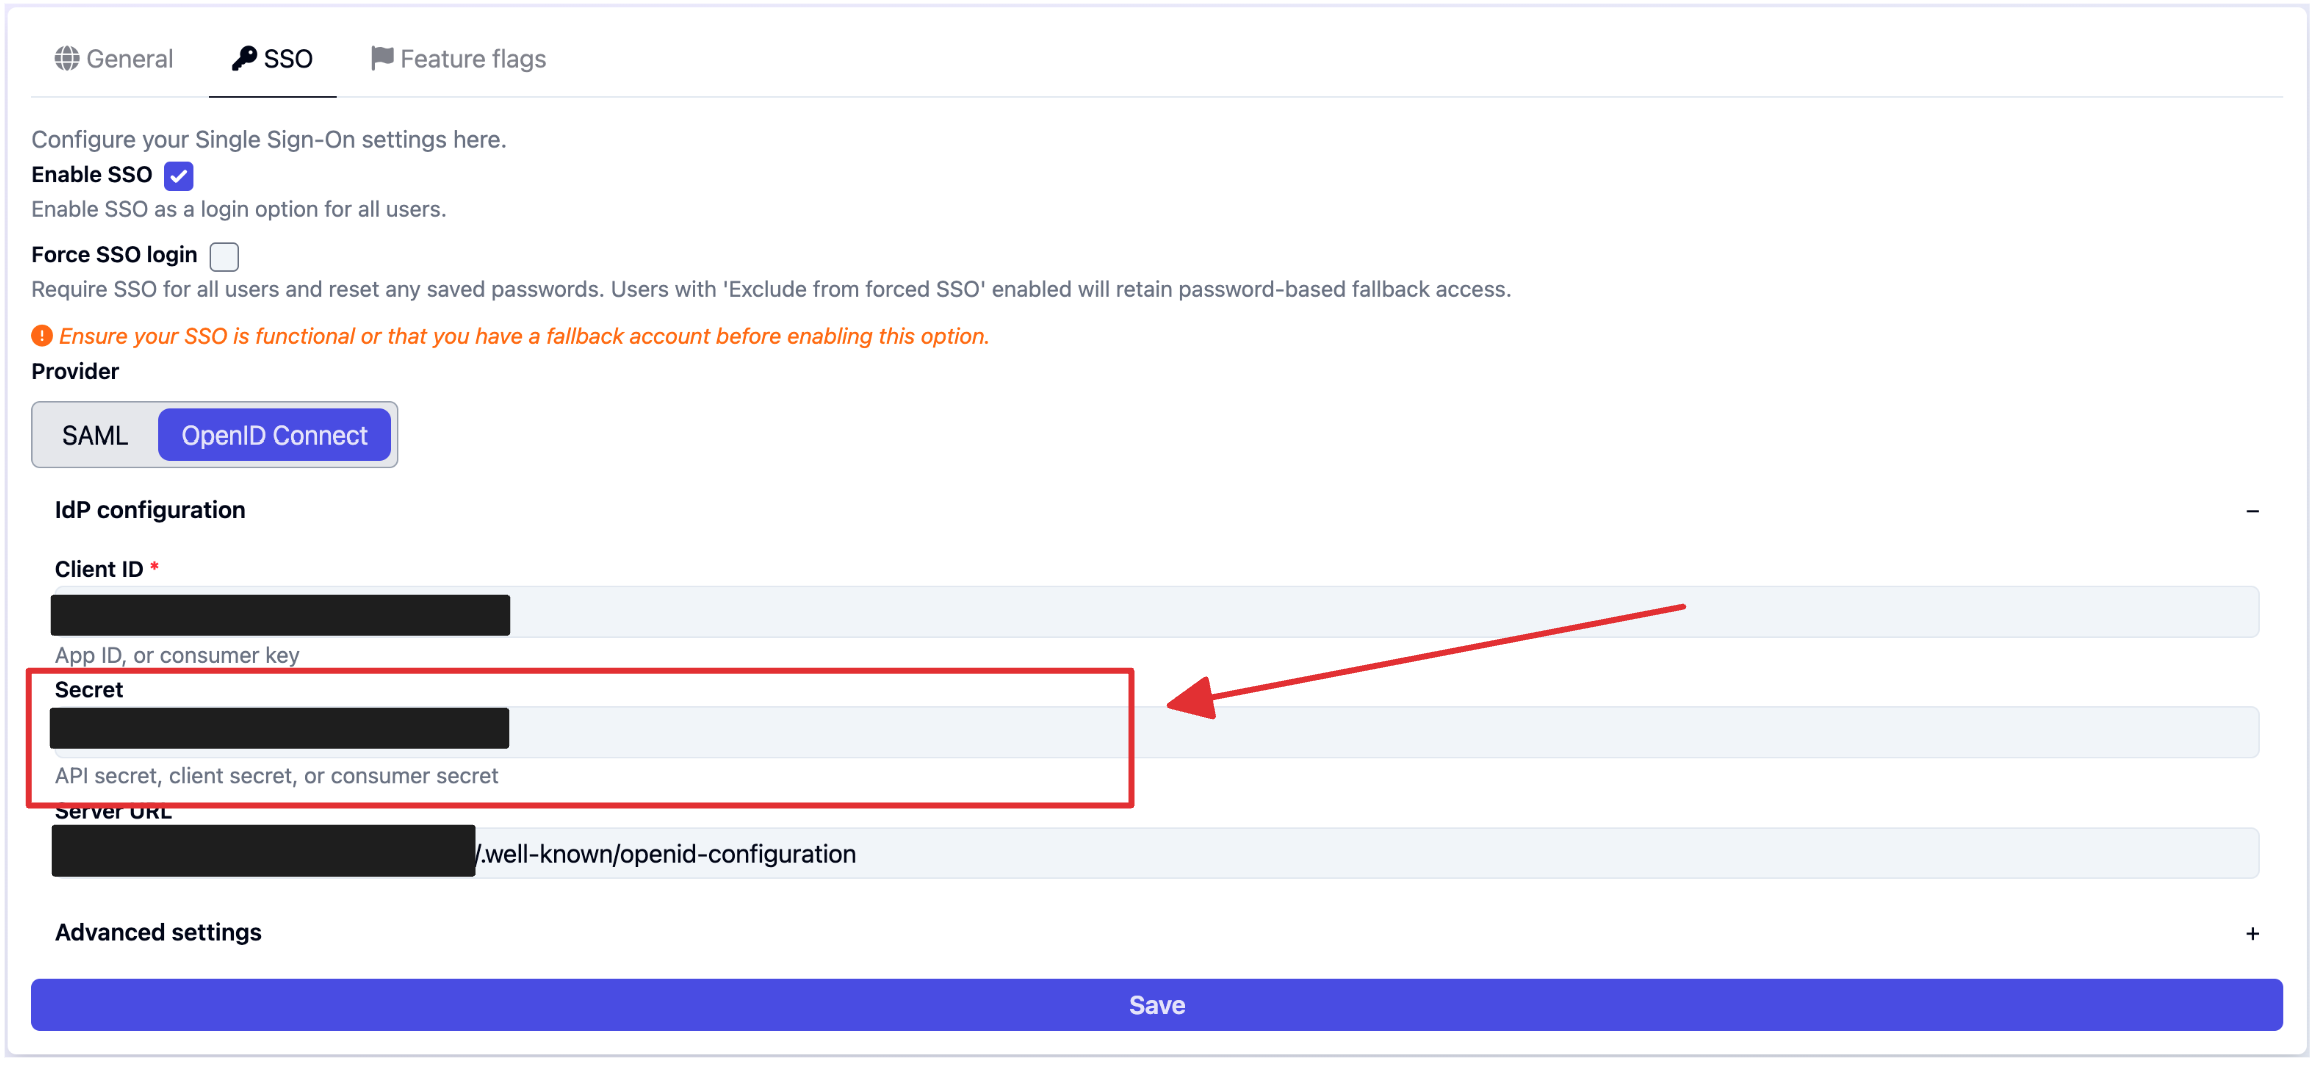 General SSO Feature flags
Configure your Single Sign-On settings here.
Enable SSO
Enable SSO as a login option for all users.
Force SSO login
Require SSO for all users and reset any saved passwords. Users with 'Exclude from forced SSO' enabled will retain password-based fallback access.
Ensure your SSO is functional or that you have a fallback account before enabling this option.
Provider
SAML OpenID Connect
IdP configuration
Client ID *
App ID, or consumer key
Secret
API secret, client secret, or consumer secret
Server URL
/.well-known/openid-configuration
Advanced settings
Save